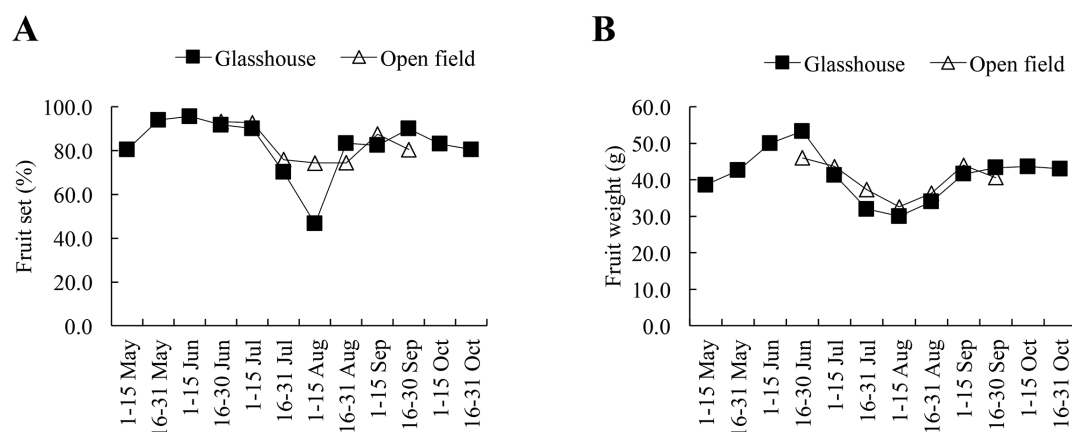 A
Glasshouse
Open field
Fruit set (%)
100.0
80.0
60.0
40.0
20.0
0.0
1-15 May
16-31 May
1-15 Jun
16-30 Jun
1-15 Jul
16-31 Jul
1-15 Aug
16-31 Aug
1-15 Sep
16-30 Sep
1-15 Oct
16-31 Oct
B
Glasshouse
Open field
Fruit weight (g)
60.0
50.0
40.0
30.0
20.0
10.0
0.0
1-15 May
16-31 May
1-15 Jun
16-30 Jun
1-15 Jul
16-31 Jul
1-15 Aug
16-31 Aug
1-15 Sep
16-30 Sep
1-15 Oct
16-31 Oct